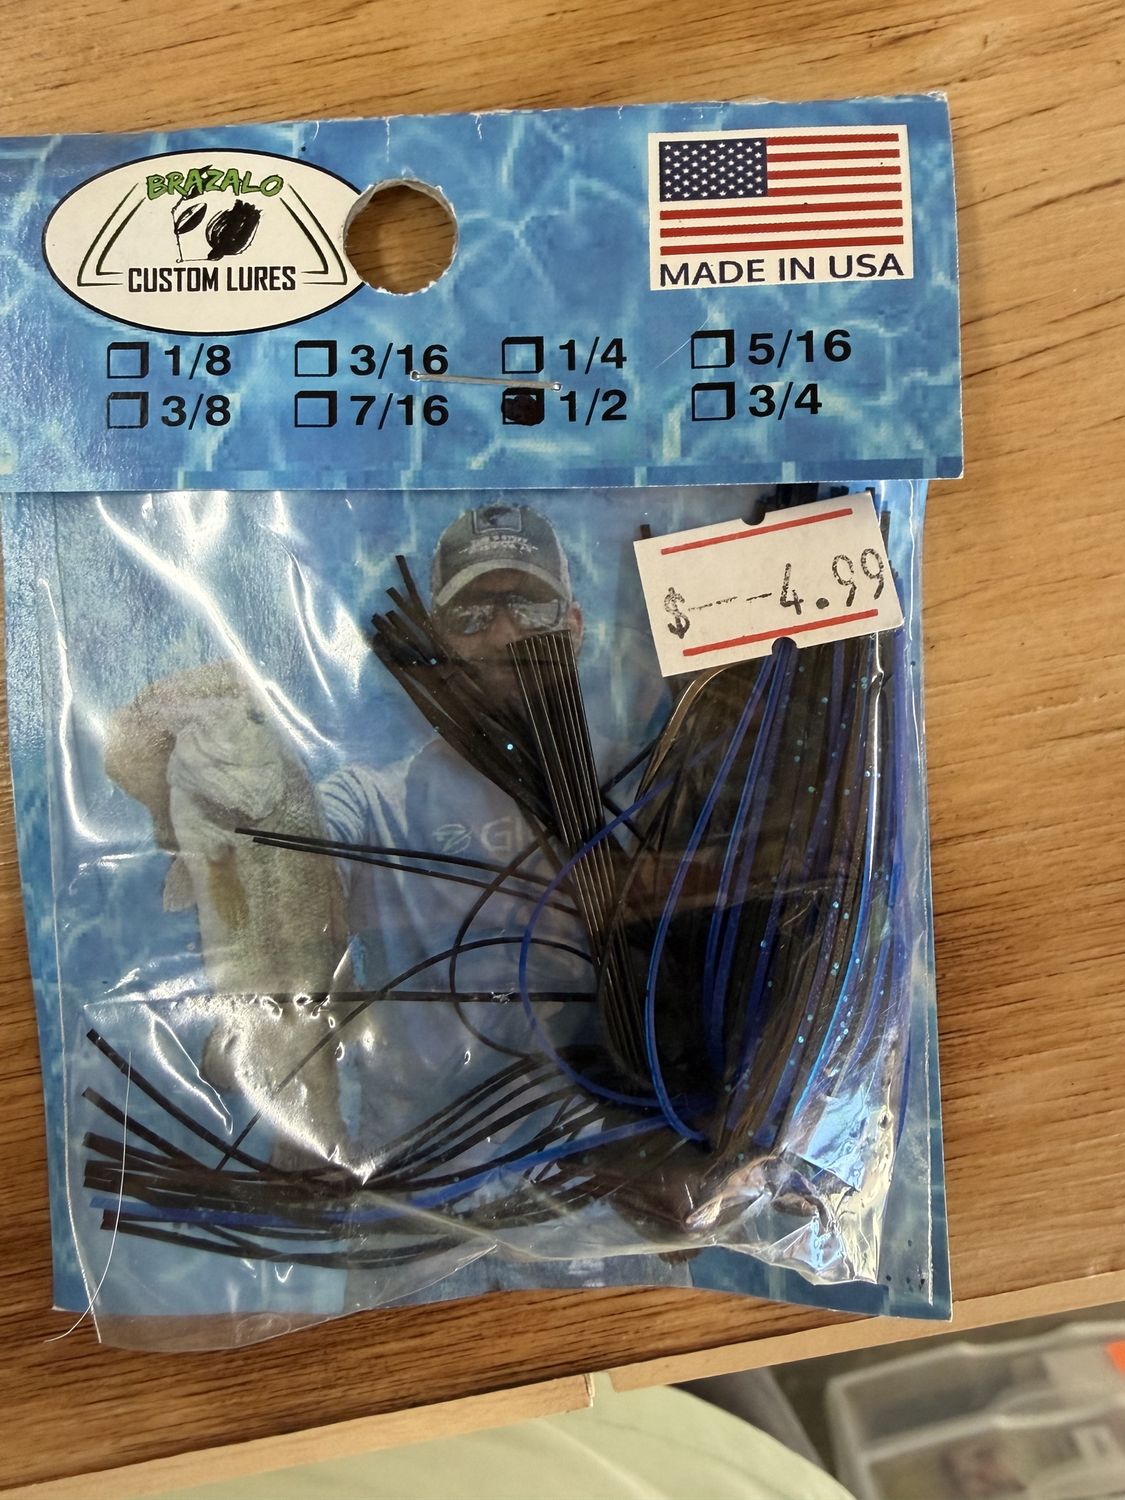 BRAZALO
CUSTOM LURES
MADE IN USA
1/8 3/16 1/4 5/16
3/8 7/16 1/2 3/4
$---4.99